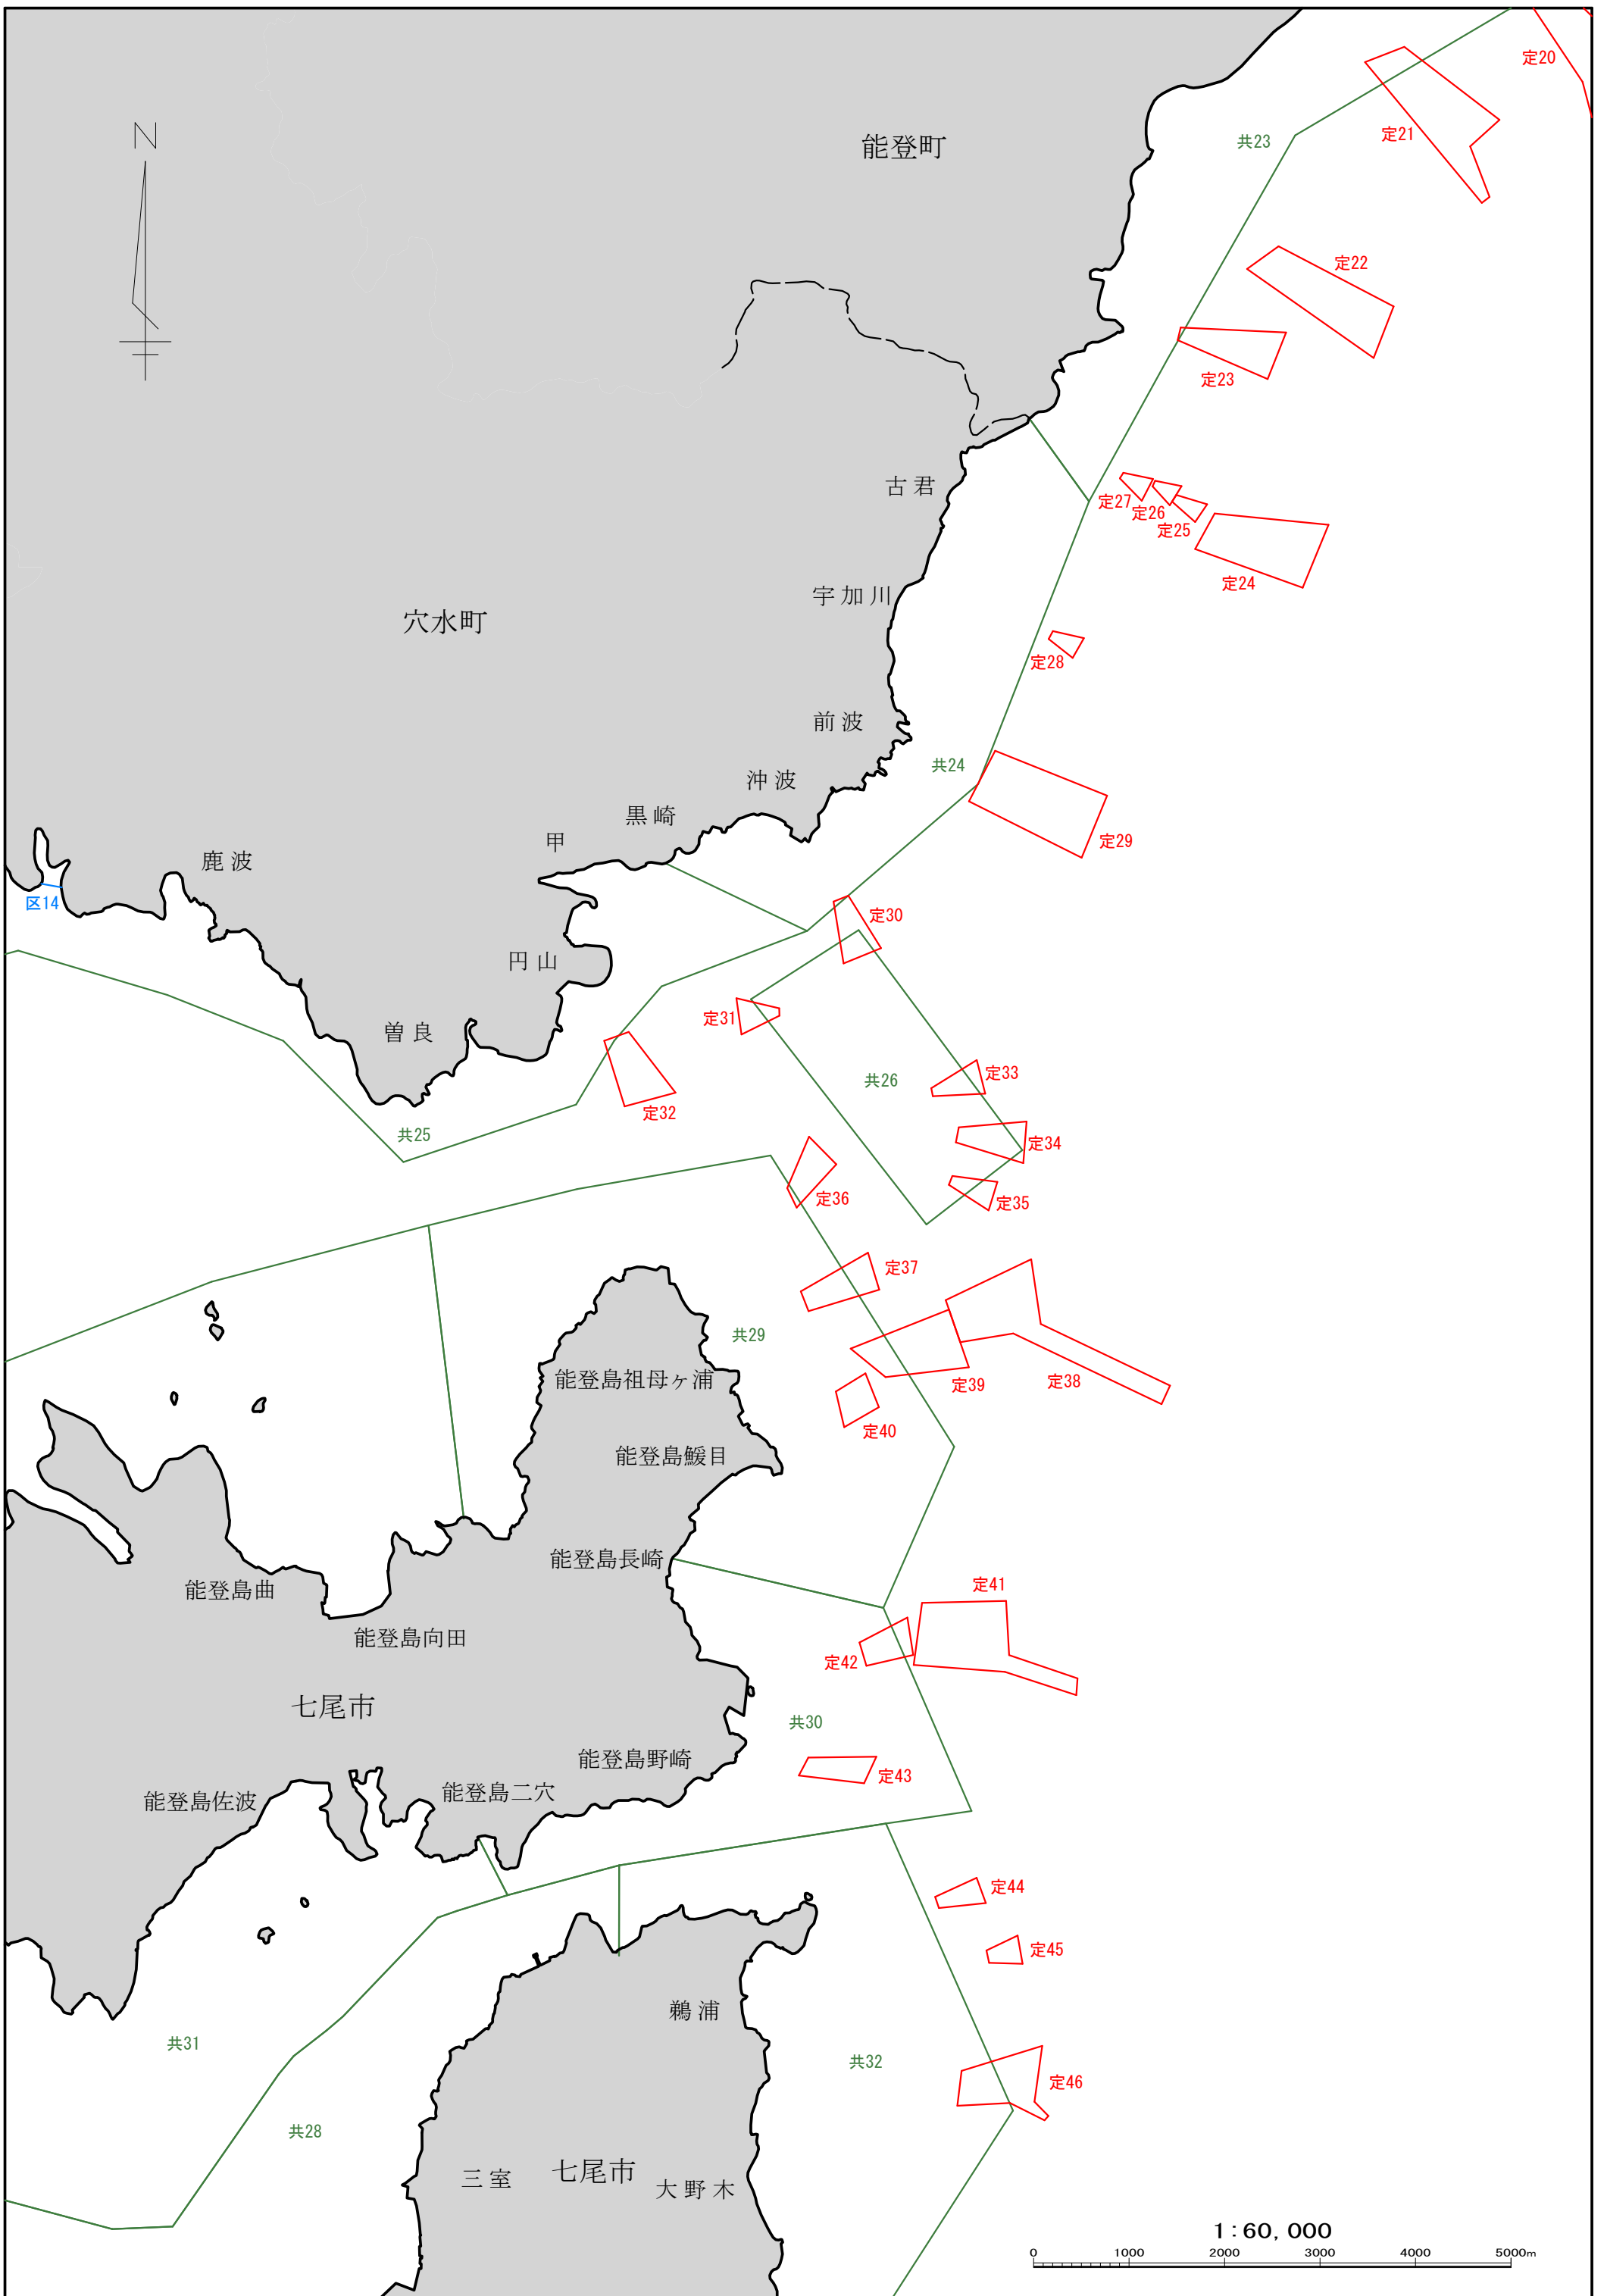 定20
N
共23
定21
能登町
定22
定23
古君
定27
定26
定25
定24
宇加川
穴水町
定28
前波
共24
沖波
黒崎
甲
定29
鹿波
区14
定30
円山
定31
曽良
定32
共26
定33
共25
定34
定36
定35
定37
共29
能登島祖母ヶ浦
定39
定38
定40
能登島鰀目
能登島長崎
定41
能登島曲
能登島向田
定42
七尾市
共30
能登島野崎
定43
能登島二穴
能登島佐波
定44
定45
鵜浦
共31
共32
定46
共28
三室
七尾市
大野木
1:60,000
0 1000 2000 3000 4000 5000m